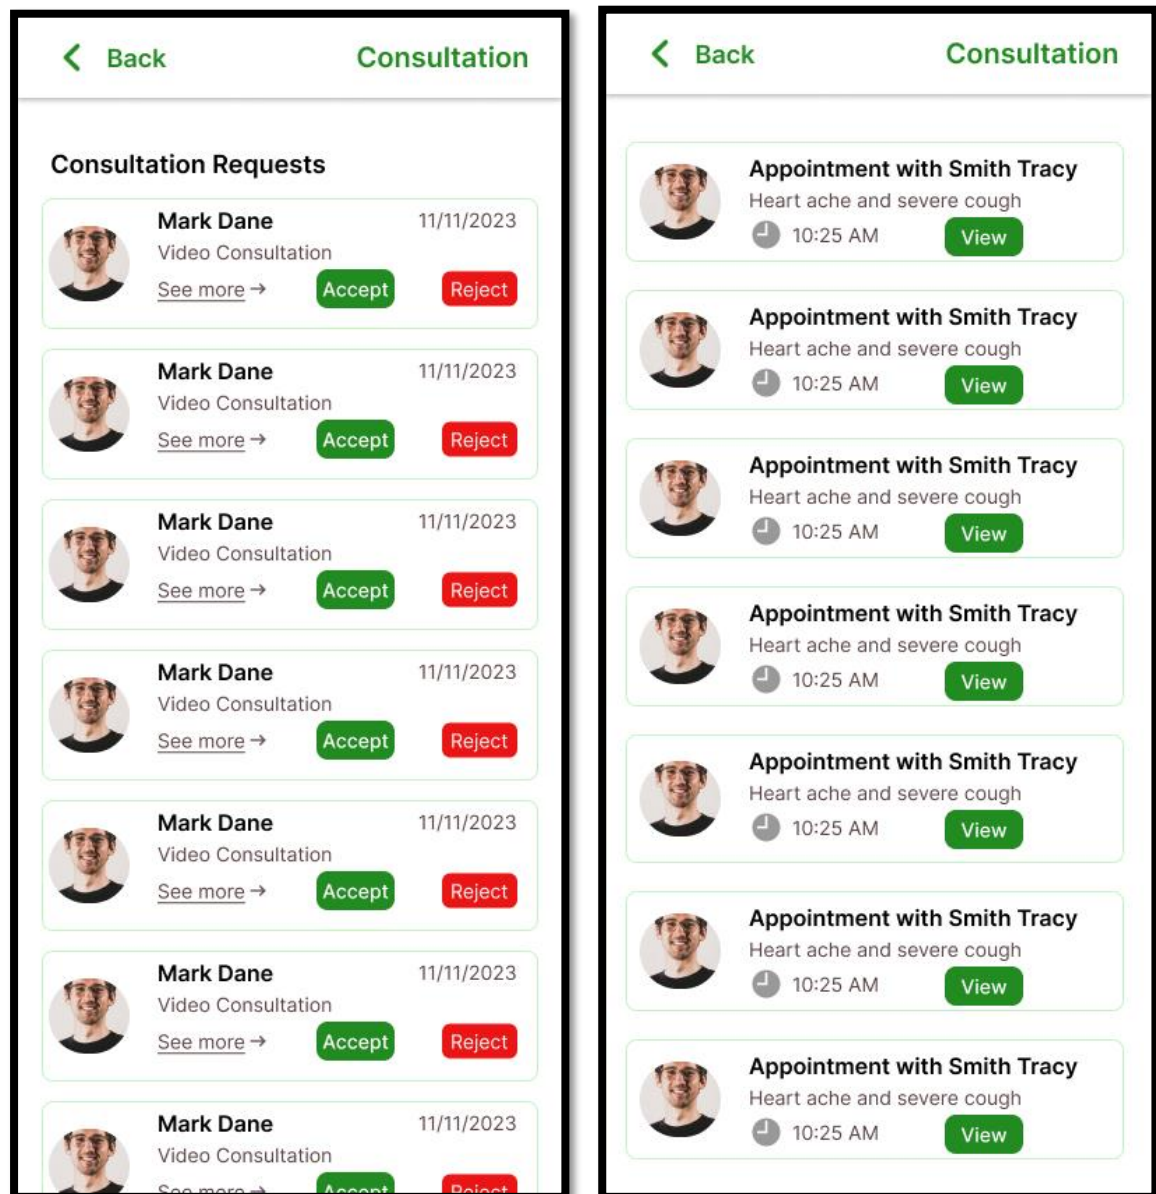 Back Consultation
Consultation Requests
Mark Dane 11/11/2023
Video Consultation
See more → Accept Reject
Mark Dane 11/11/2023
Video Consultation
See more → Accept Reject
Mark Dane 11/11/2023
Video Consultation
See more → Accept Reject
Mark Dane 11/11/2023
Video Consultation
See more → Accept Reject
Mark Dane 11/11/2023
Video Consultation
See more → Accept Reject
Mark Dane 11/11/2023
Video Consultation
See more → Accept Reject
Mark Dane 11/11/2023
Video Consultation
See more → Accept Reject
Back Consultation
Appointment with Smith Tracy
Heart ache and severe cough
10:25 AM View
Appointment with Smith Tracy
Heart ache and severe cough
10:25 AM View
Appointment with Smith Tracy
Heart ache and severe cough
10:25 AM View
Appointment with Smith Tracy
Heart ache and severe cough
10:25 AM View
Appointment with Smith Tracy
Heart ache and severe cough
10:25 AM View
Appointment with Smith Tracy
Heart ache and severe cough
10:25 AM View
Appointment with Smith Tracy
Heart ache and severe cough
10:25 AM View